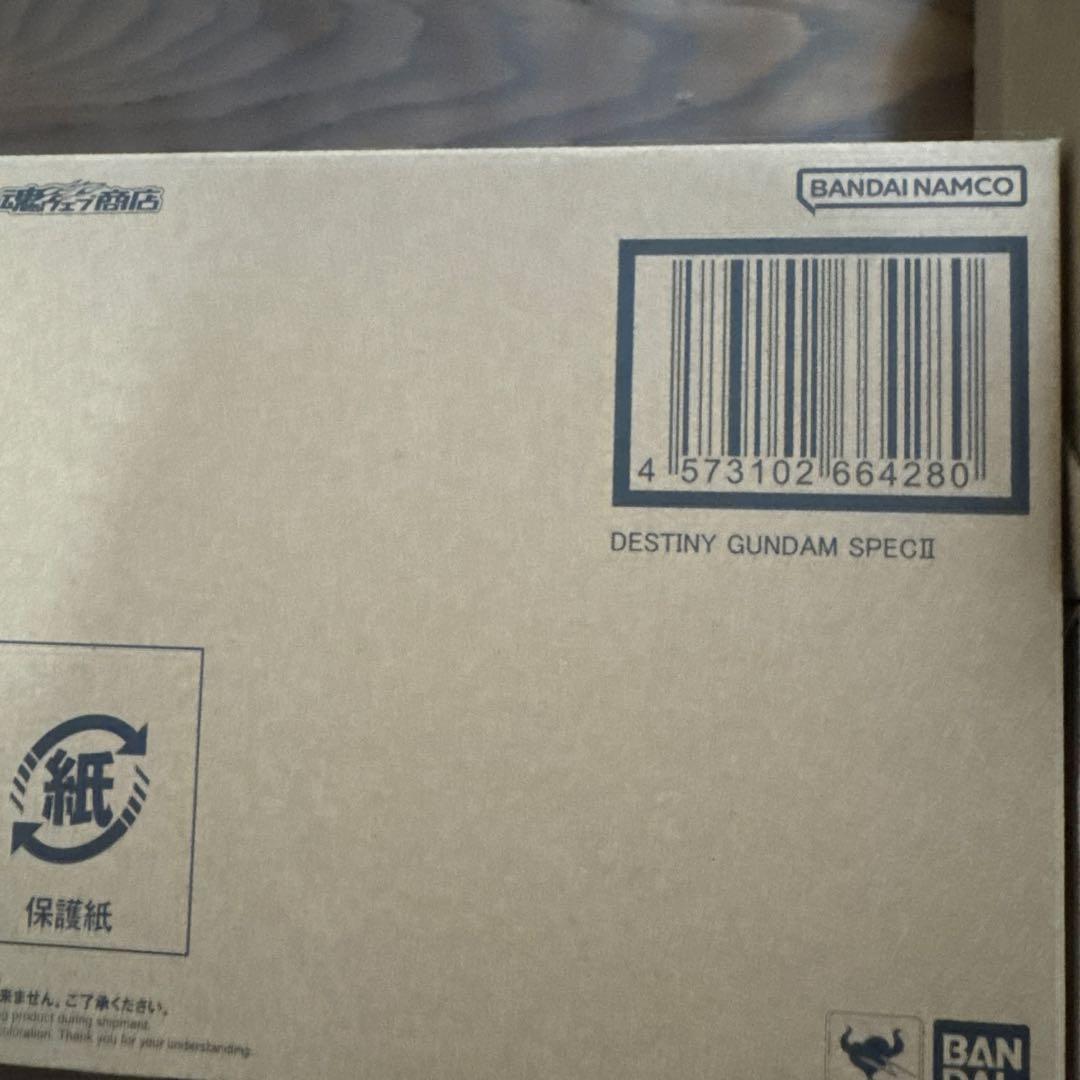 魂ウェブ商店
BANDAI NAMCO
4 573102 664280
DESTINY GUNDAM SPECⅡ
紙
保護紙
来ません。ご了承ください。
g product during shipment.
oloration. Thank you for your understanding.
BAN
DAI